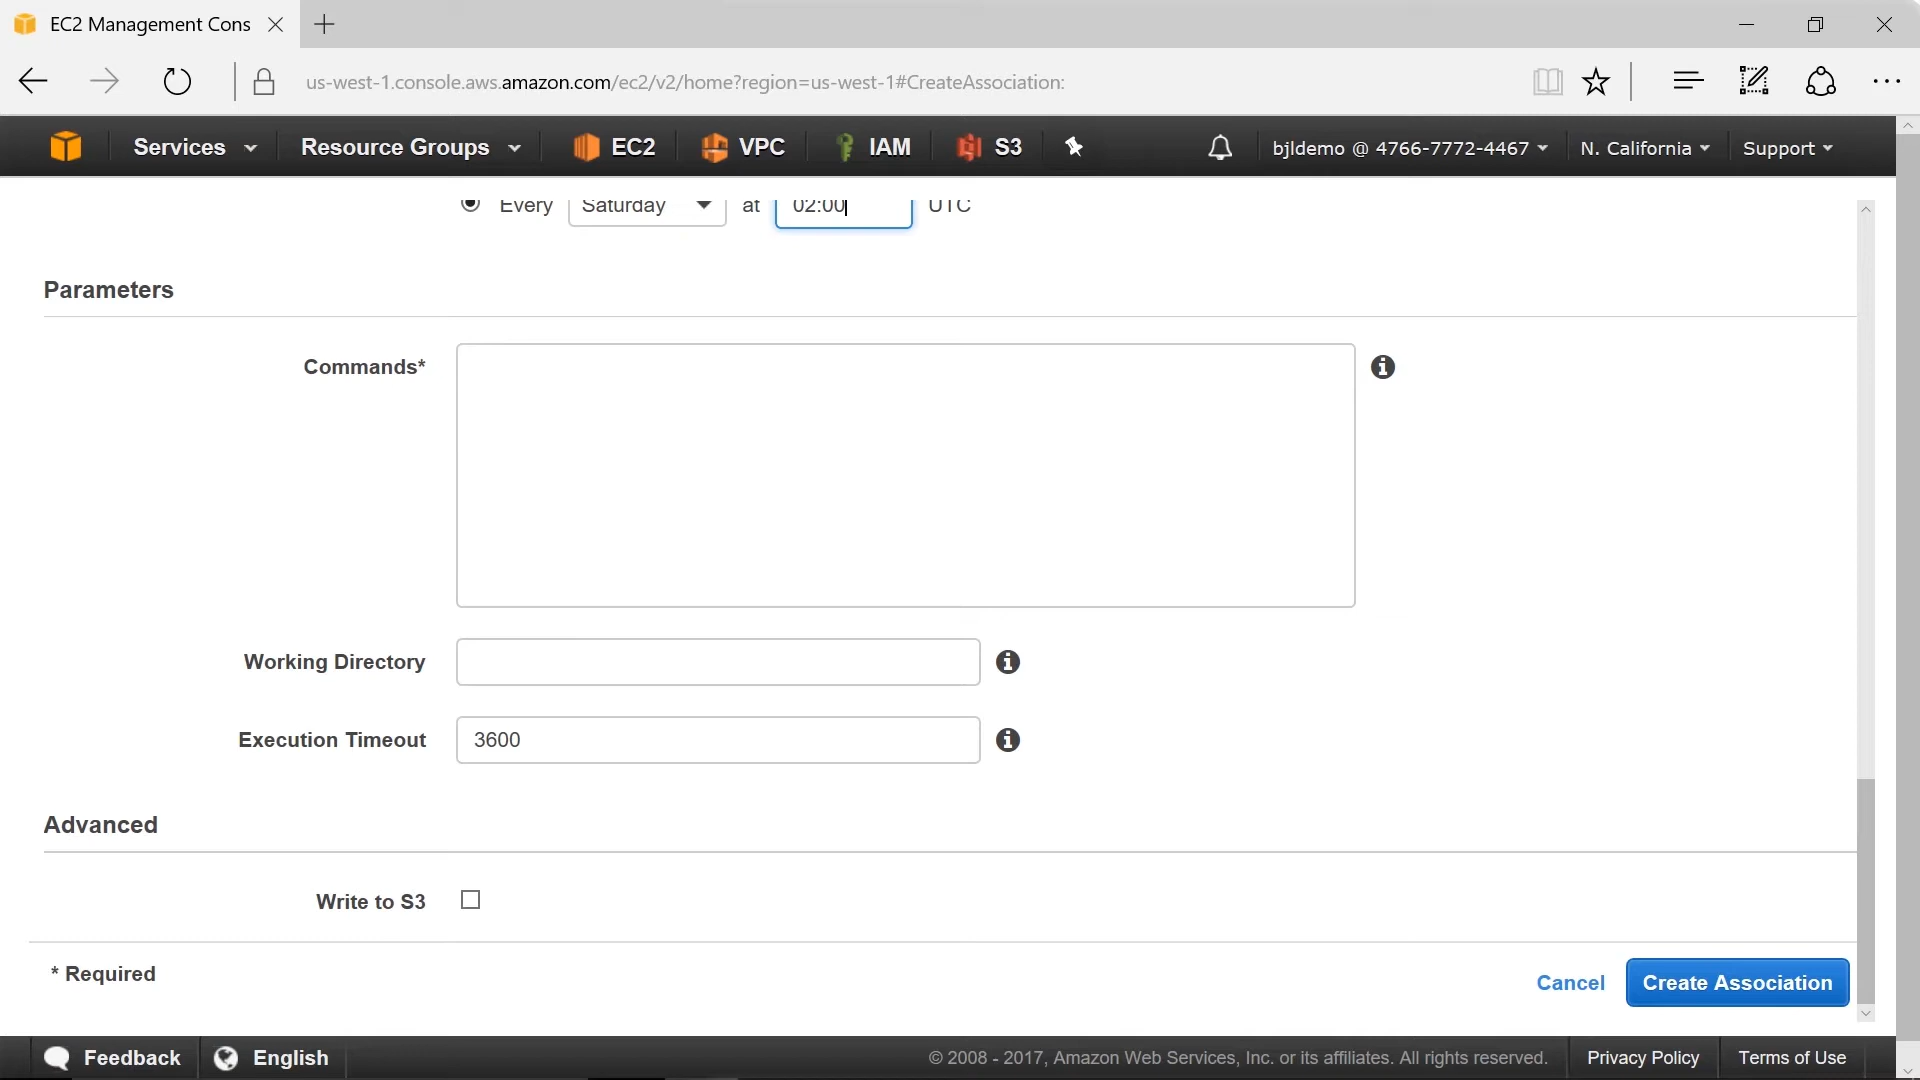 EC2 Management Cons
us-west-1.console.aws.amazon.com/ec2/v2/home?region=us-west-1#CreateAssociation:
Services Resource Groups EC2 VPC IAM S3 bjldemo @ 4766-7772-4467 N. California Support
Every Saturday at 02:00 UTC
Parameters
Commands*
Working Directory
Execution Timeout 3600
Advanced
Write to S3
* Required
Cancel Create Association
Feedback English © 2008 - 2017, Amazon Web Services, Inc. or its affiliates. All rights reserved. Privacy Policy Terms of Use